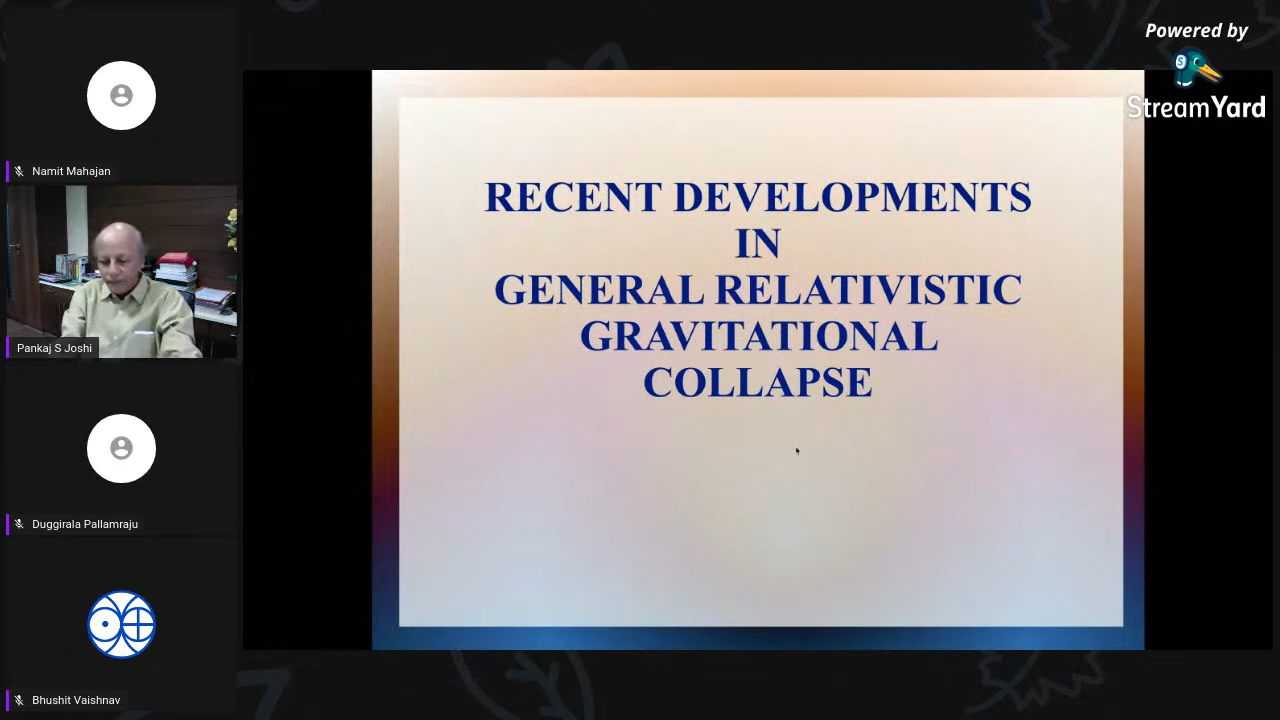 Powered by
StreamYard
Namit Mahajan
Pankaj S Joshi
Duggirala Pallamraju
Bhushit Vaishnav
RECENT DEVELOPMENTS
IN
GENERAL RELATIVISTIC
GRAVITATIONAL
COLLAPSE